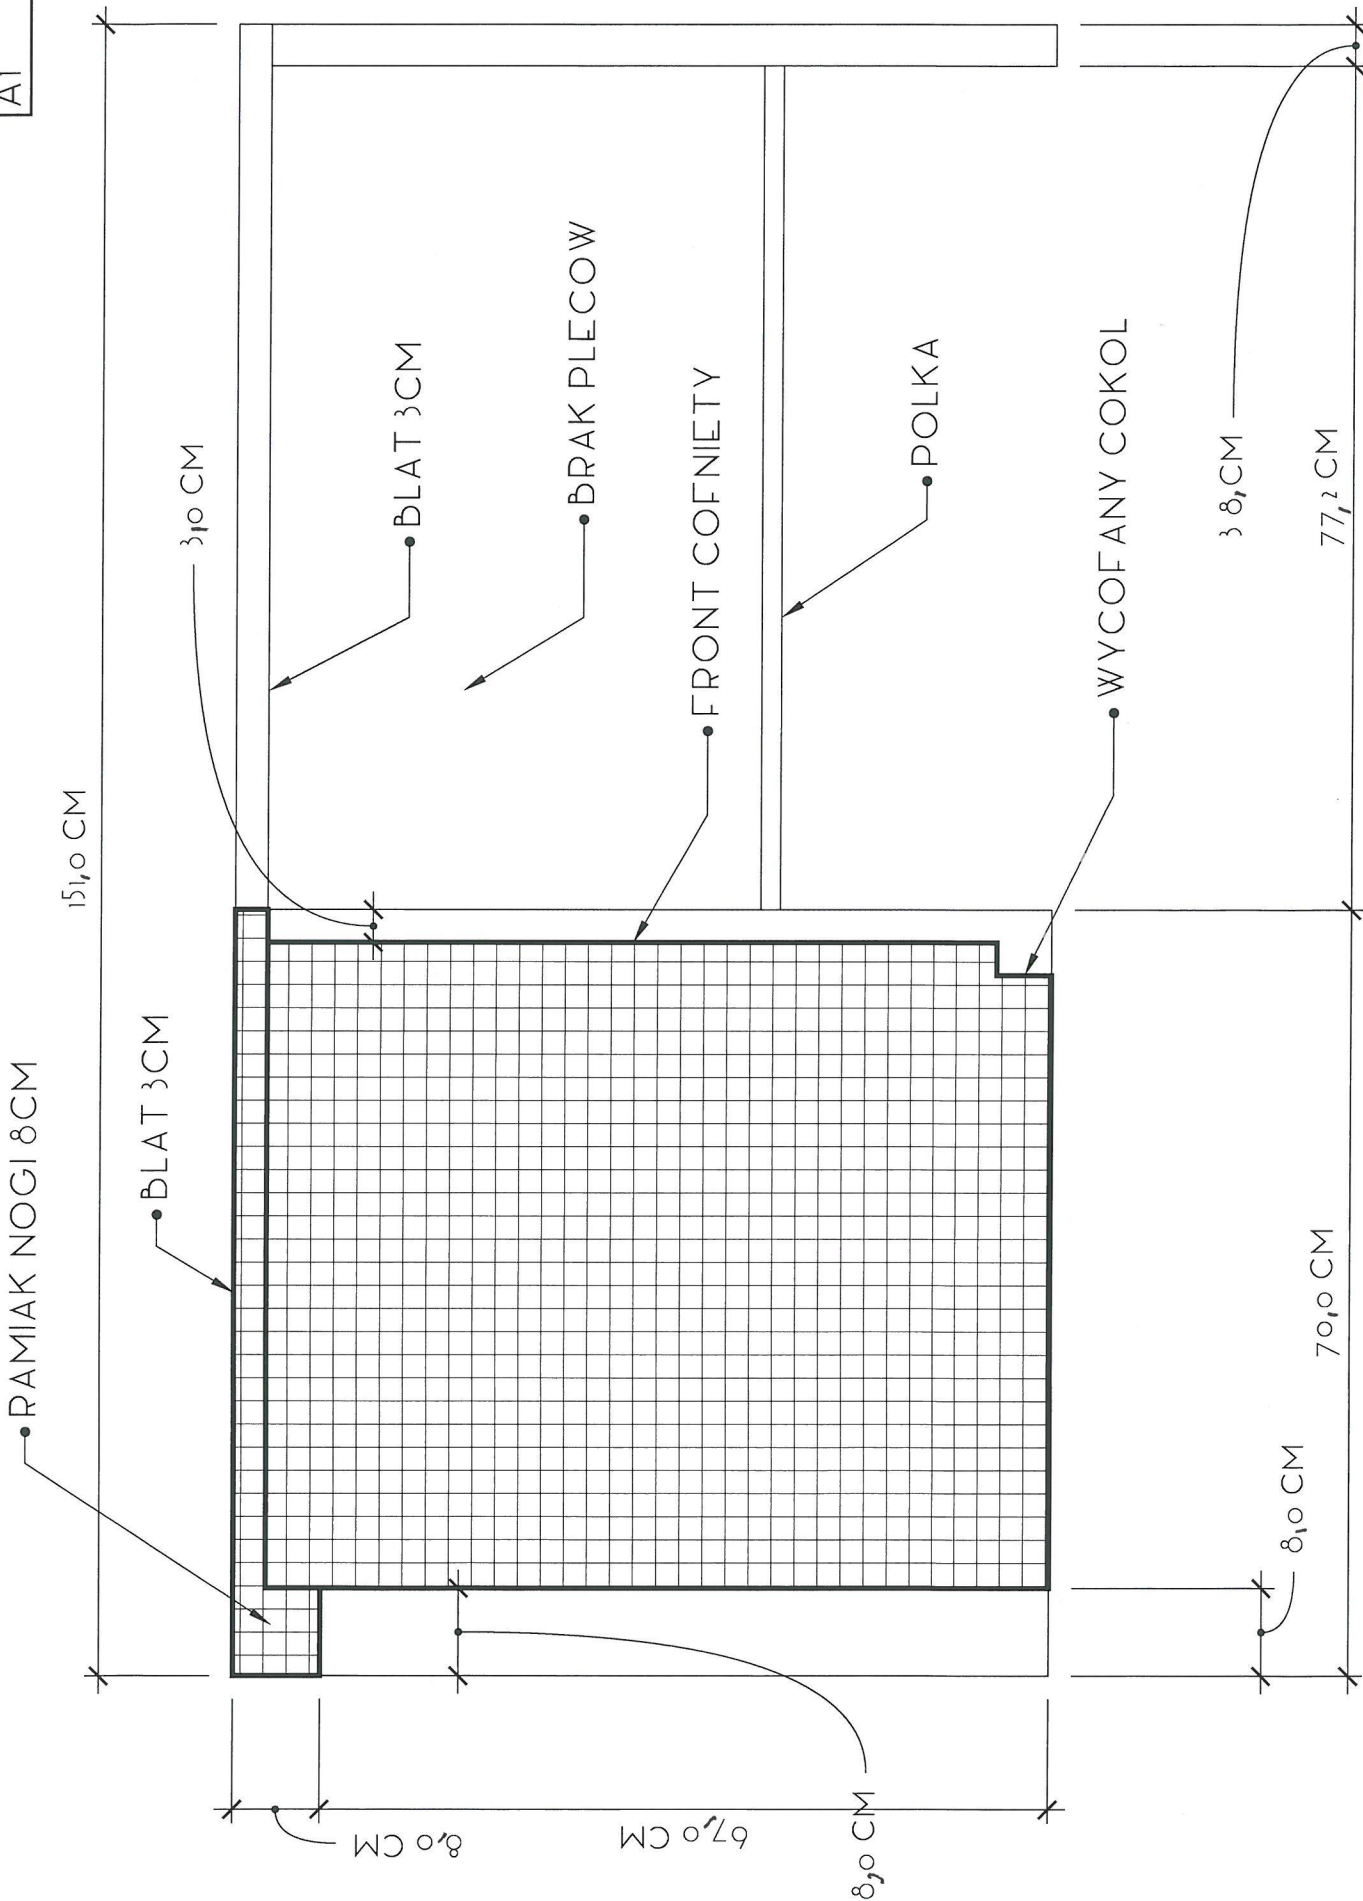 A1
151,0 CM
RAMIAK NOGI 8CM
BLAT 3CM
3,0 CM
BLAT 3CM
BRAK PLECOW
FRONT COFNIETY
POLKA
WYCOFANY COKOL
8,0 CM
67,0 CM
8,0 CM
8,0 CM
3 8, CM
70,0 CM
77,2 CM